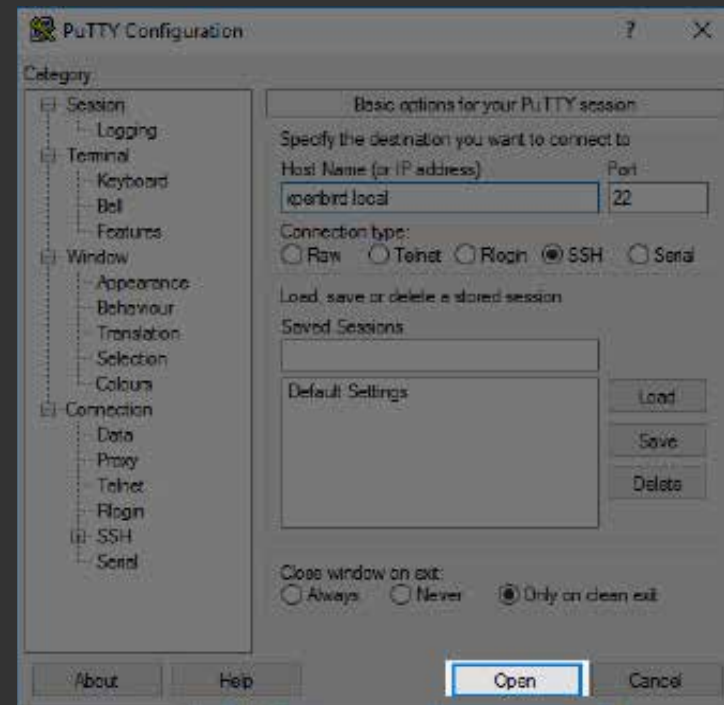 PuTTY Configuration
? X
Category:
Session
Logging
Terminal
Keyboard
Bell
Features
Window
Appearance
Behaviour
Translation
Selection
Colours
Connection
Data
Proxy
Telnet
Rlogin
SSH
Serial
Basic options for your PuTTY session
Specify the destination you want to connect to
Host Name (or IP address) Port
xperibird.local 22
Connection type:
Raw Telnet Rlogin SSH Serial
Load, save or delete a stored session
Saved Sessions
Default Settings
Load
Save
Delete
Close window on exit:
Always Never Only on clean exit
About Help Open Cancel